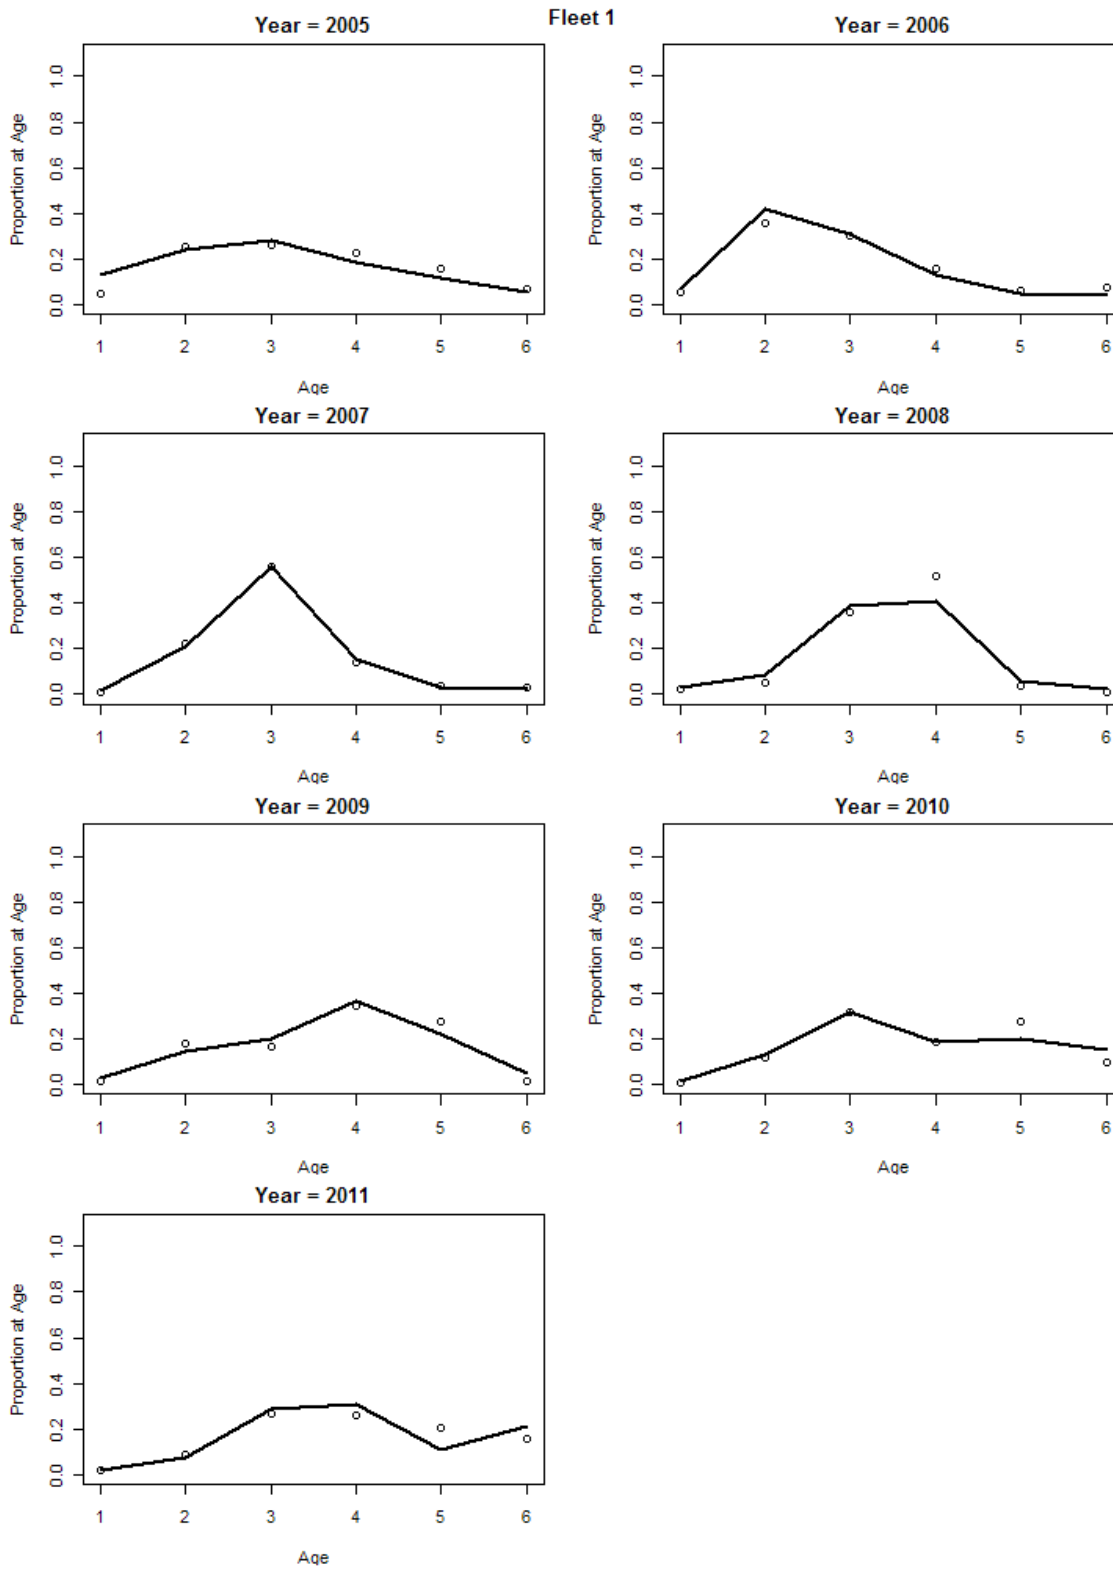 Fleet 1
Year = 2005
Proportion at Age
0.0 0.2 0.4 0.6 0.8 1.0
1 2 3 4 5 6
Age
Year = 2006
Proportion at Age
0.0 0.2 0.4 0.6 0.8 1.0
1 2 3 4 5 6
Age
Year = 2007
Proportion at Age
0.0 0.2 0.4 0.6 0.8 1.0
1 2 3 4 5 6
Age
Year = 2008
Proportion at Age
0.0 0.2 0.4 0.6 0.8 1.0
1 2 3 4 5 6
Age
Year = 2009
Proportion at Age
0.0 0.2 0.4 0.6 0.8 1.0
1 2 3 4 5 6
Age
Year = 2010
Proportion at Age
0.0 0.2 0.4 0.6 0.8 1.0
1 2 3 4 5 6
Age
Year = 2011
Proportion at Age
0.0 0.2 0.4 0.6 0.8 1.0
1 2 3 4 5 6
Age